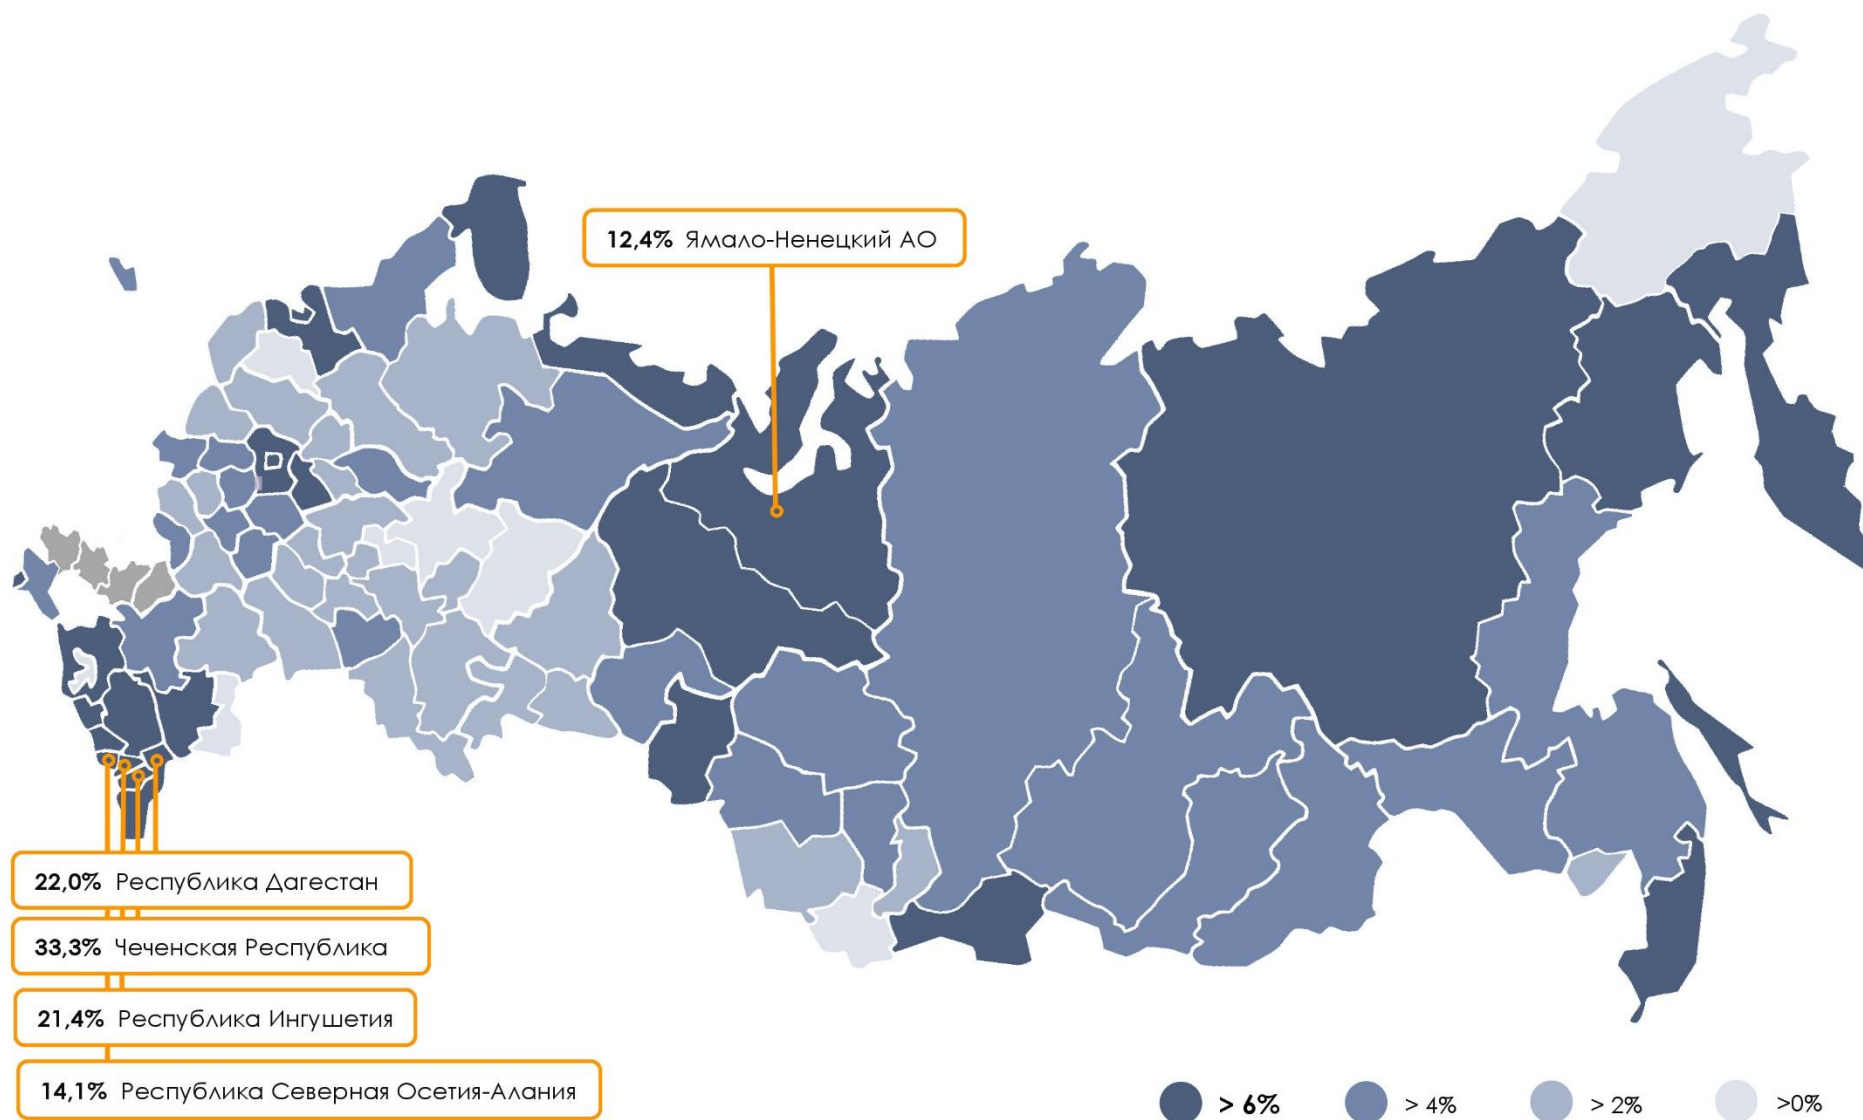 12,4% Ямало-Ненецкий АО
22,0% Республика Дагестан
33,3% Чеченская Республика
21,4% Республика Ингушетия
14,1% Республика Северная Осетия-Алания
> 6%
> 4%
> 2%
>0%